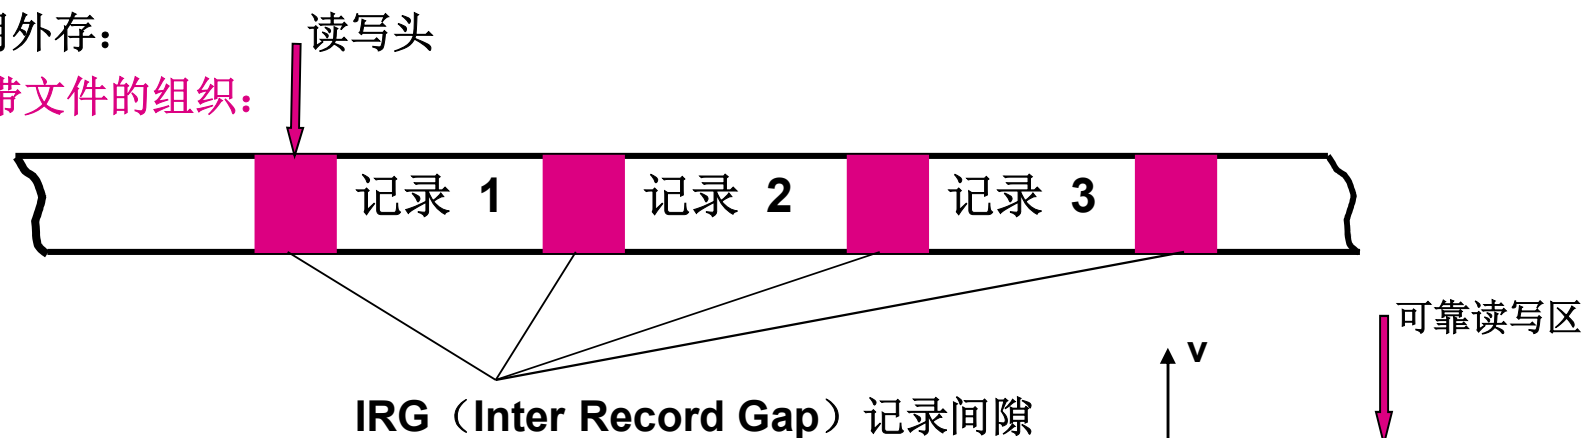 外存：
读写头
带文件的组织：
记录 1
记录 2
记录 3
可靠读写区
v
IRG（Inter Record Gap）记录间隙